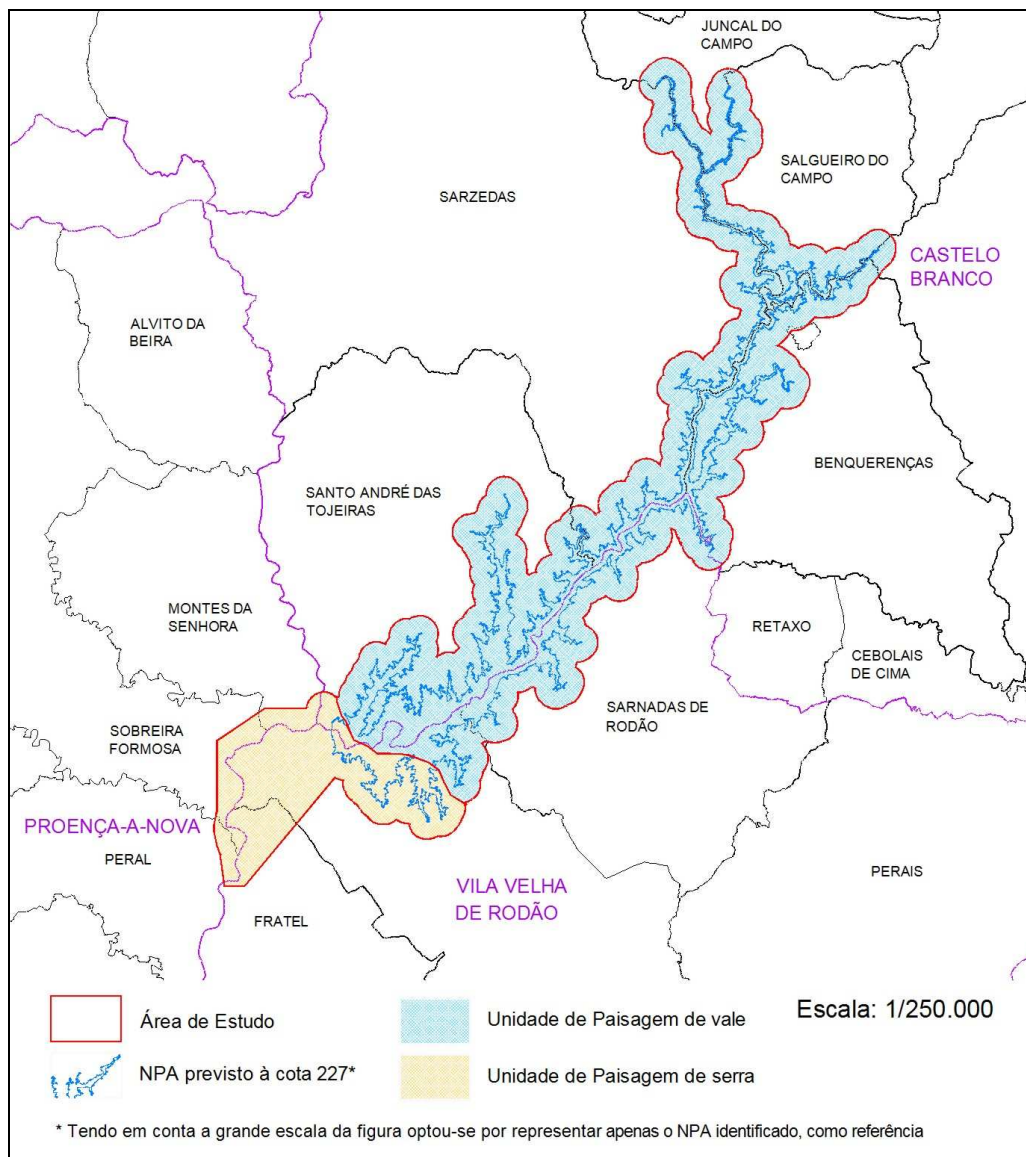 JUNCAL DO
CAMPO
SALGUEIRO DO
CAMPO
SARZEDAS
CASTELO
BRANCO
ALVITO DA
BEIRA
BENQUERENÇAS
SANTO ANDRÉ DAS
TOJEIRAS
MONTES DA
SENHORA
RETAXO
CEBOLAIS
DE CIMA
SARNADAS DE
RODÃO
SOBREIRA
FORMOSA
PROENÇA-A-NOVA
PERAL
VILA VELHA
DE RODÃO
PERAIS
FRATEL
Área de Estudo
Unidade de Paisagem de vale
Escala: 1/250.000
NPA previsto à cota 227*
Unidade de Paisagem de serra
* Tendo em conta a grande escala da figura optou-se por representar apenas o NPA identificado, como referência